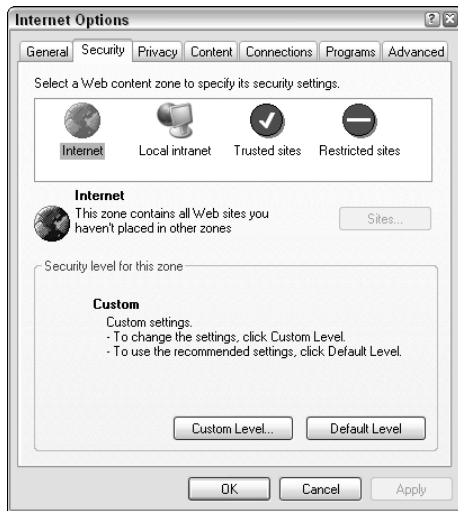 Internet Options
General Security Privacy Content Connections Programs Advanced
Select a Web content zone to specify its security settings.
Internet Local intranet Trusted sites Restricted sites
Internet
This zone contains all Web sites you
haven't placed in other zones
Sites...
Security level for this zone
Custom
Custom settings.
- To change the settings, click Custom Level.
- To use the recommended settings, click Default Level.
Custom Level... Default Level
OK Cancel Apply